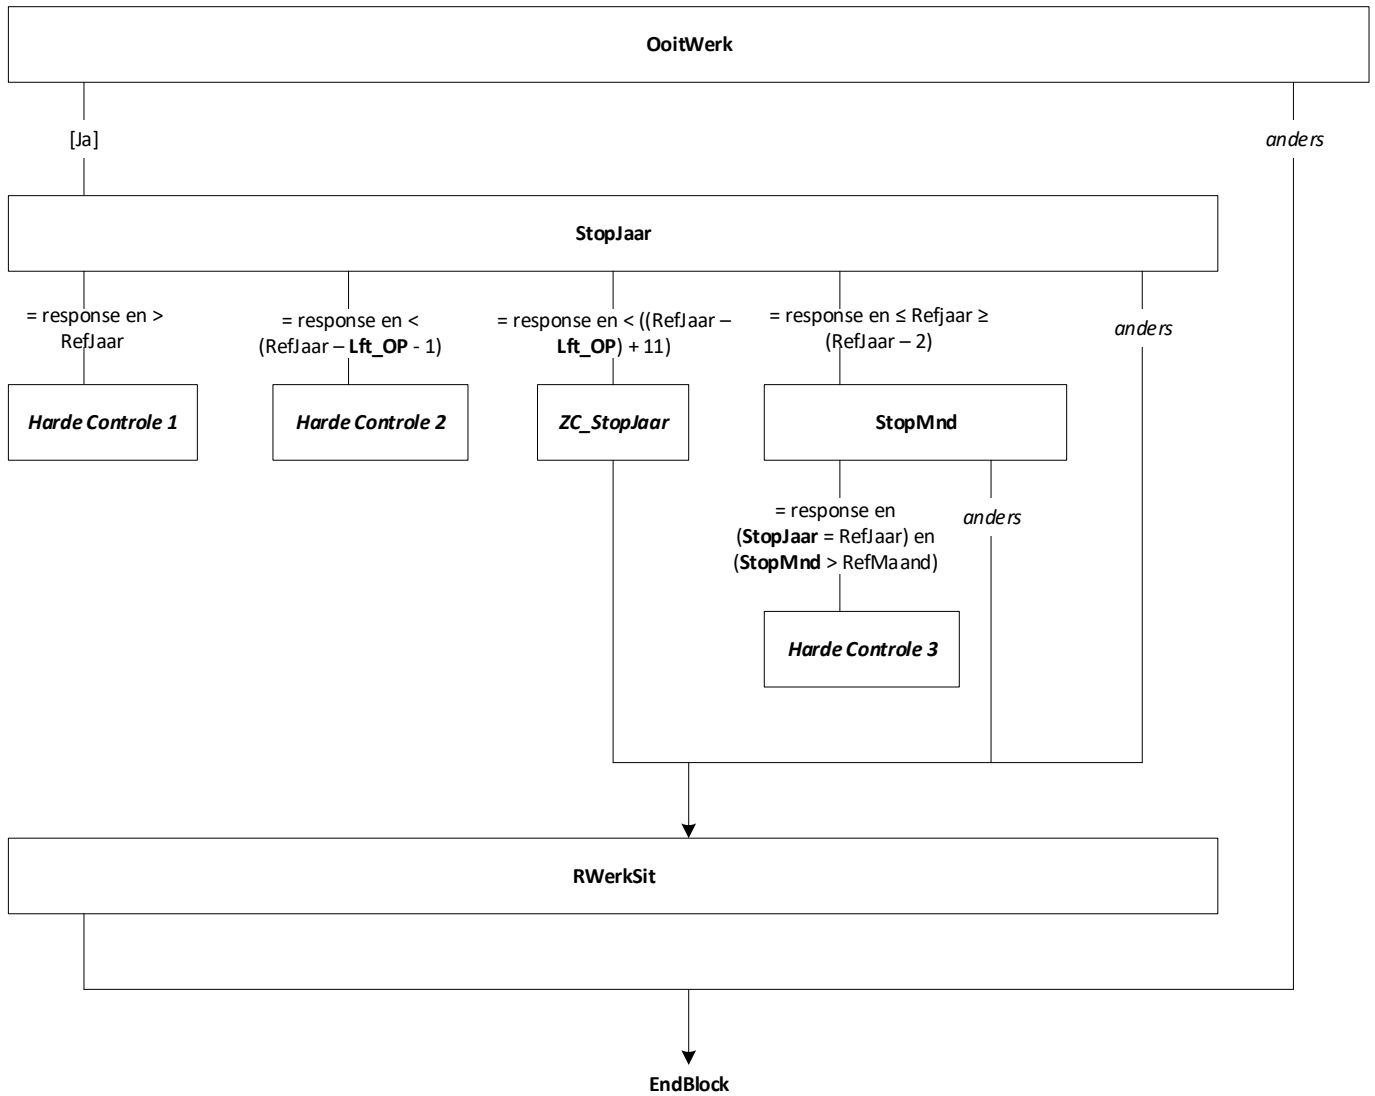 OoitWerk
[Ja]
anders
StopJaar
= response en >
RefJaar
= response en <
(RefJaar – Lft_OP - 1)
= response en < ((RefJaar –
Lft_OP) + 11)
= response en ≤ Refjaar ≥
(RefJaar – 2)
anders
Harde Controle 1
Harde Controle 2
ZC_StopJaar
StopMnd
= response en
(StopJaar = RefJaar) en
(StopMnd > RefMaand)
anders
Harde Controle 3
RWerkSit
EndBlock